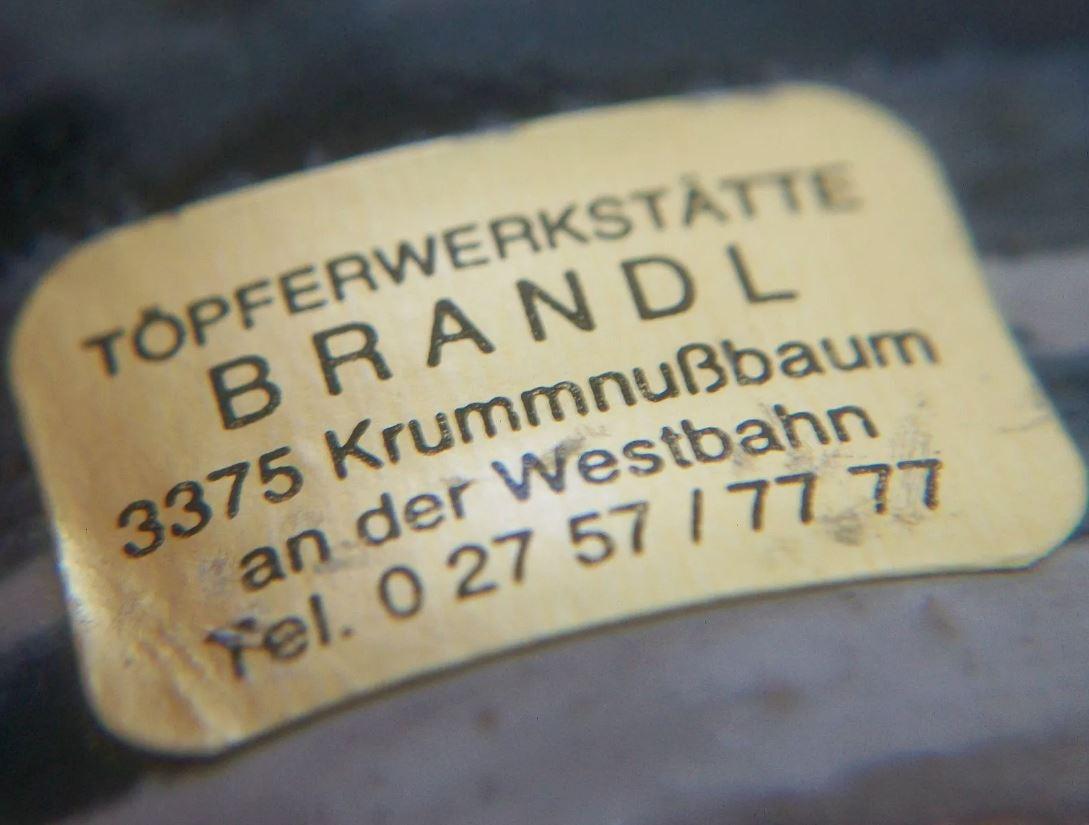 TÖPFERWERKSTÄTTE
BRANDL
3375 Krummnußbaum
an der Westbahn
Tel. 0 27 57 / 77 77